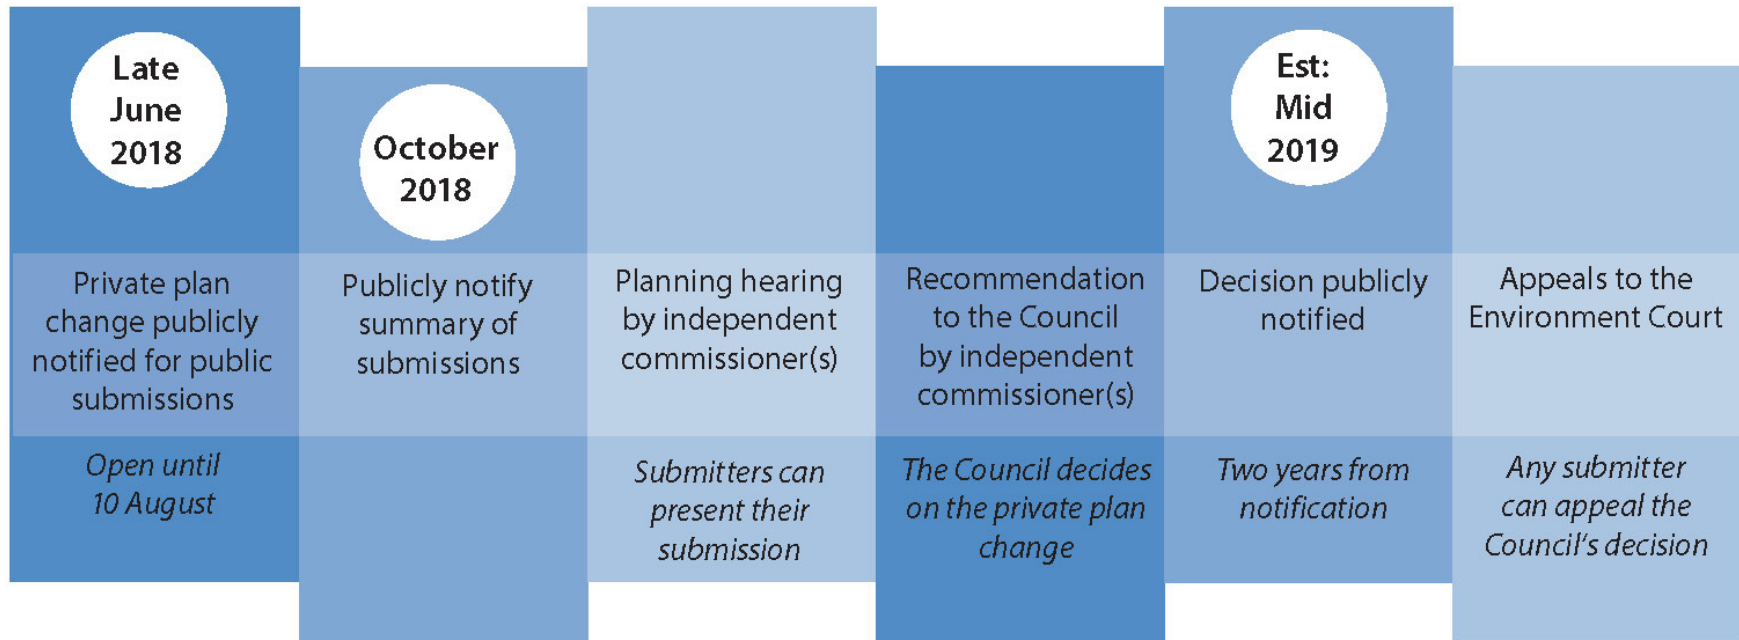 Late
June
2018
Private plan
change publicly
notified for public
submissions
Open until
10 August
October
2018
Publicly notify
summary of
submissions
Planning hearing
by independent
commissioner(s)
Submitters can
present their
submission
Recommendation
to the Council
by independent
commissioner(s)
The Council decides
on the private plan
change
Est:
Mid
2019
Decision publicly
notified
Two years from
notification
Appeals to the
Environment Court
Any submitter
can appeal the
Council's decision